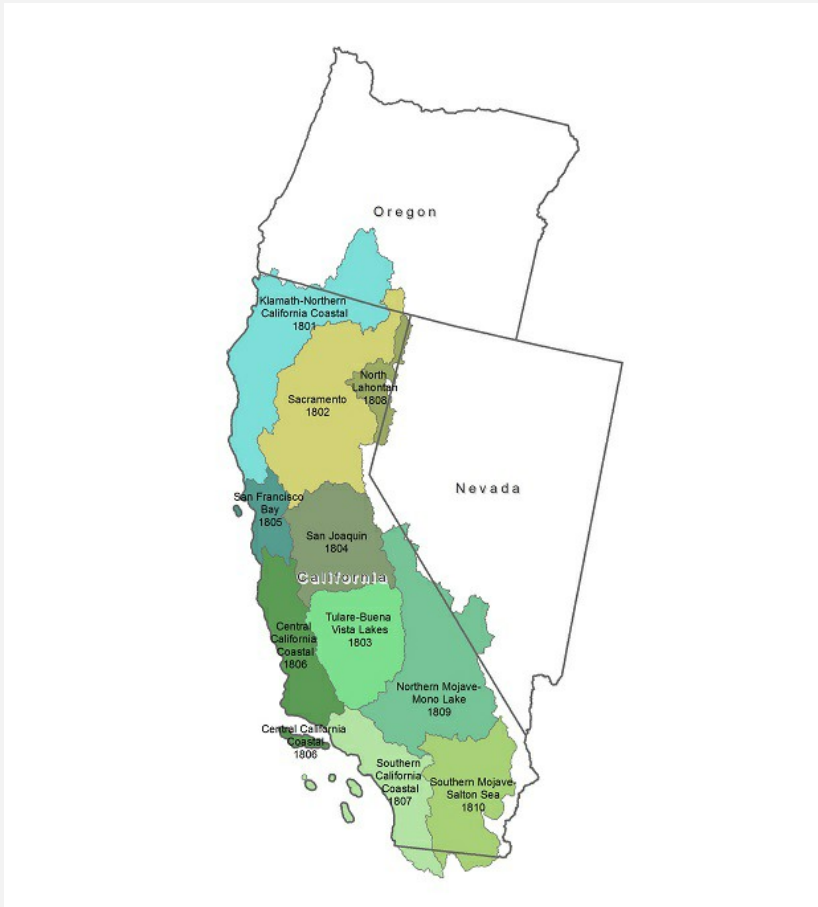 Oregon
Klamath-Northern
California Coastal
1801
North
Lahontan
1808
Sacramento
1802
Nevada
San Francisco
Bay
1805
San Joaquin
1804
California
Tulare-Buena
Vista Lakes
1803
Central
California
Coastal
1806
Northern Mojave-
Mono Lake
1809
Central California
Coastal
1806
Southern
California
Coastal
1807
Southern Mojave-
Salton Sea
1810